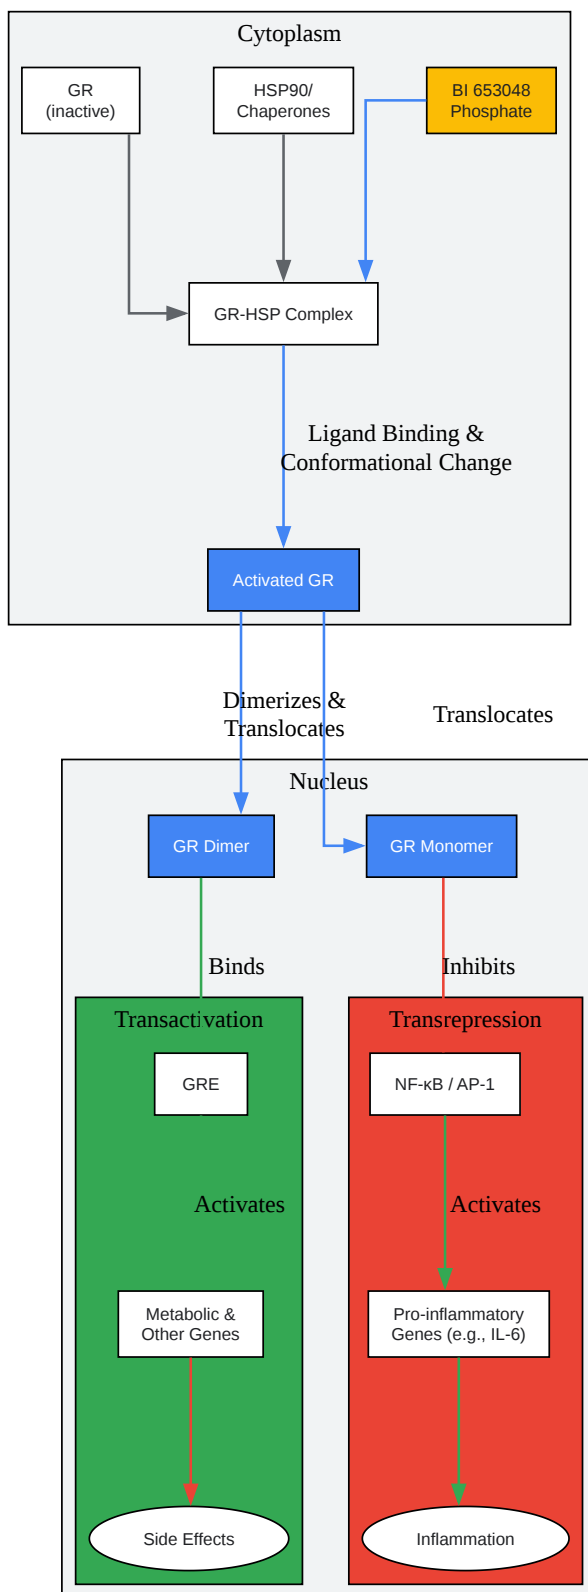 Cytoplasm
GR
(inactive)
HSP90/
Chaperones
BI 653048
Phosphate
GR-HSP Complex
Ligand Binding &
Conformational Change
Activated GR
Dimerizes &
Translocates
Translocates
Nucleus
GR Dimer
GR Monomer
Binds
Inhibits
Transactivation
Transrepression
GRE
NF-κB / AP-1
Activates
Activates
Metabolic &
Other Genes
Pro-inflammatory
Genes (e.g., IL-6)
Side Effects
Inflammation